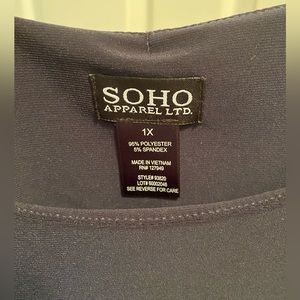 SOHO
APPAREL LTD.
1X
95% POLYESTER
5% SPANDEX
MADE IN VIETNAM
RN# 127949
STYLE# 93820
LOT# 60002048
SEE REVERSE FOR CARE